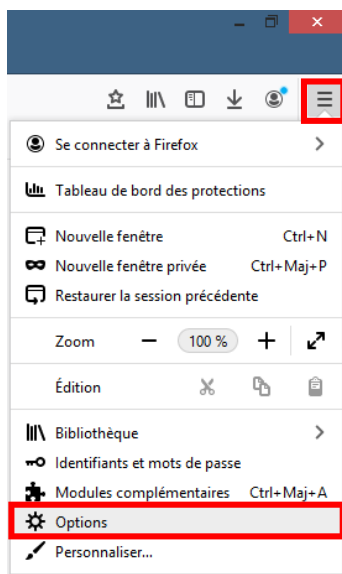 Se connecter à Firefox
Tableau de bord des protections
Nouvelle fenêtre Ctrl+N
Nouvelle fenêtre privée Ctrl+Maj+P
Restaurer la session précédente
Zoom 100 %
Édition
Bibliothèque
Identifiants et mots de passe
Modules complémentaires Ctrl+Maj+A
Options
Personnaliser...